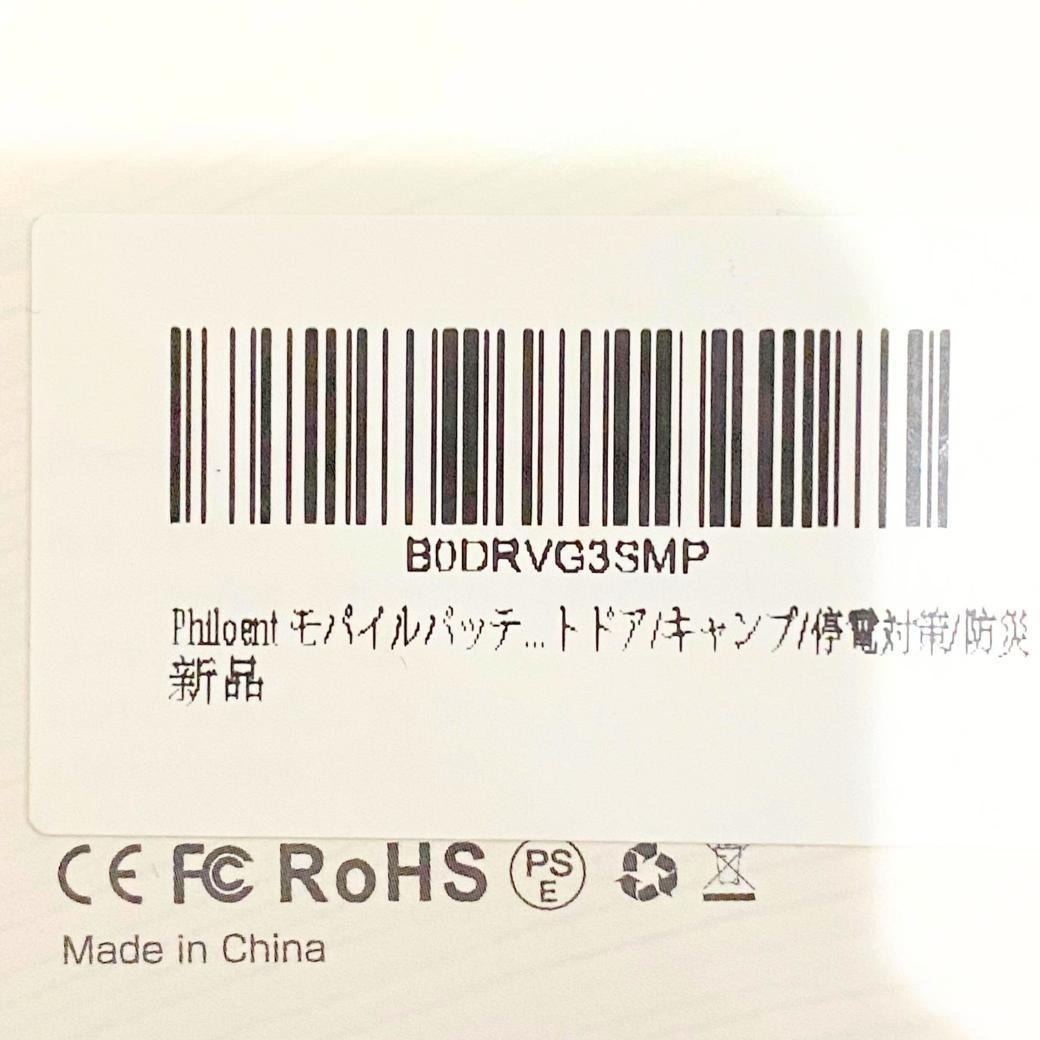 B0DRVG3SMP
Philoent モバイルバッテ...トドア/キャンプ/停電対策/防災
新品
CE FC RoHS PS E
Made in China